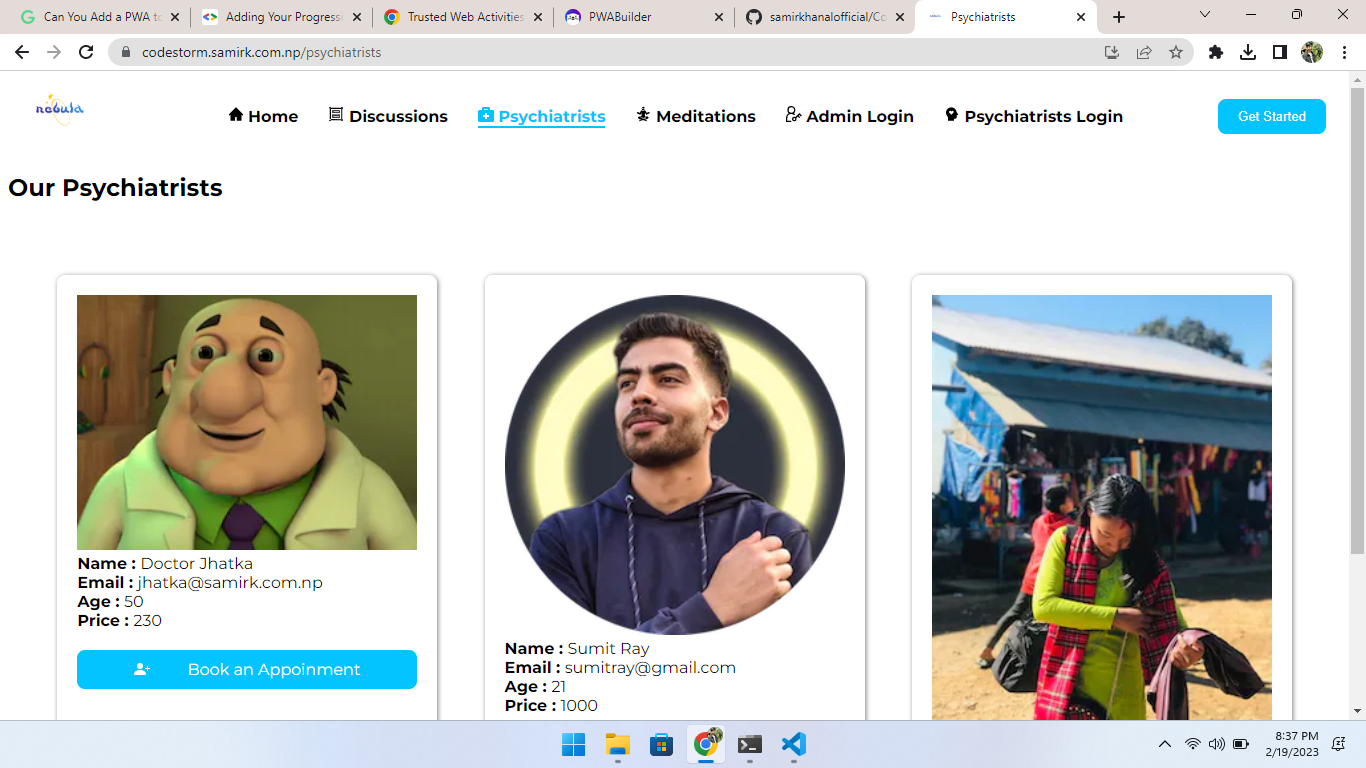 Can You Add a PWA to
Adding Your Progressi
Trusted Web Activities
PWABuilder
samirkhanalofficial/Co
Psychiatrists
codestorm.samirk.com.np/psychiatrists
nebula
Home
Discussions
Psychiatrists
Meditations
Admin Login
Psychiatrists Login
Get Started
Our Psychiatrists
Name : Doctor Jhatka
Email : jhatka@samirk.com.np
Age : 50
Price : 230
Book an Appoinment
Name : Sumit Ray
Email : sumitray@gmail.com
Age : 21
Price : 1000
8:37 PM
2/19/2023